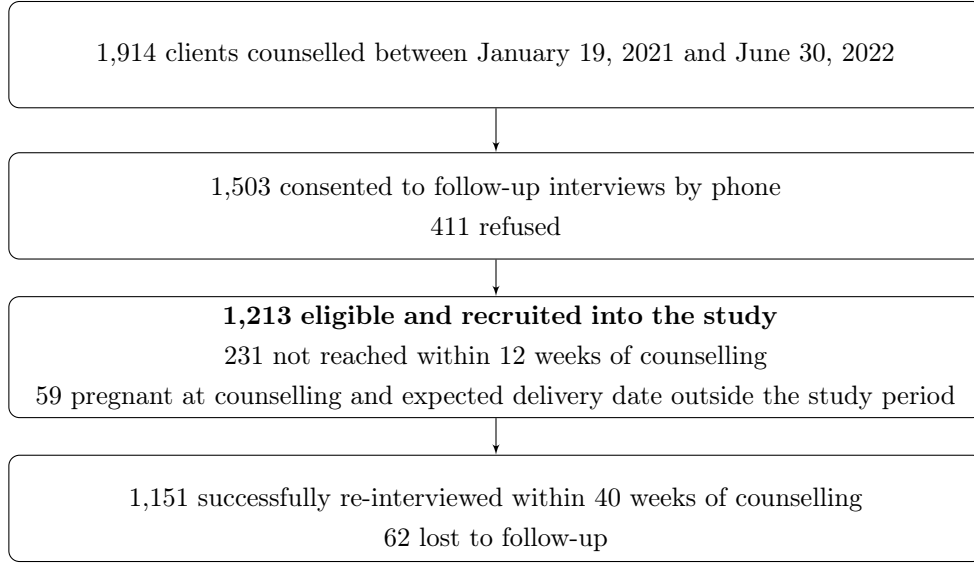 1,914 clients counselled between January 19, 2021 and June 30, 2022
1,503 consented to follow-up interviews by phone
411 refused
1,213 eligible and recruited into the study
231 not reached within 12 weeks of counselling
59 pregnant at counselling and expected delivery date outside the study period
1,151 successfully re-interviewed within 40 weeks of counselling
62 lost to follow-up